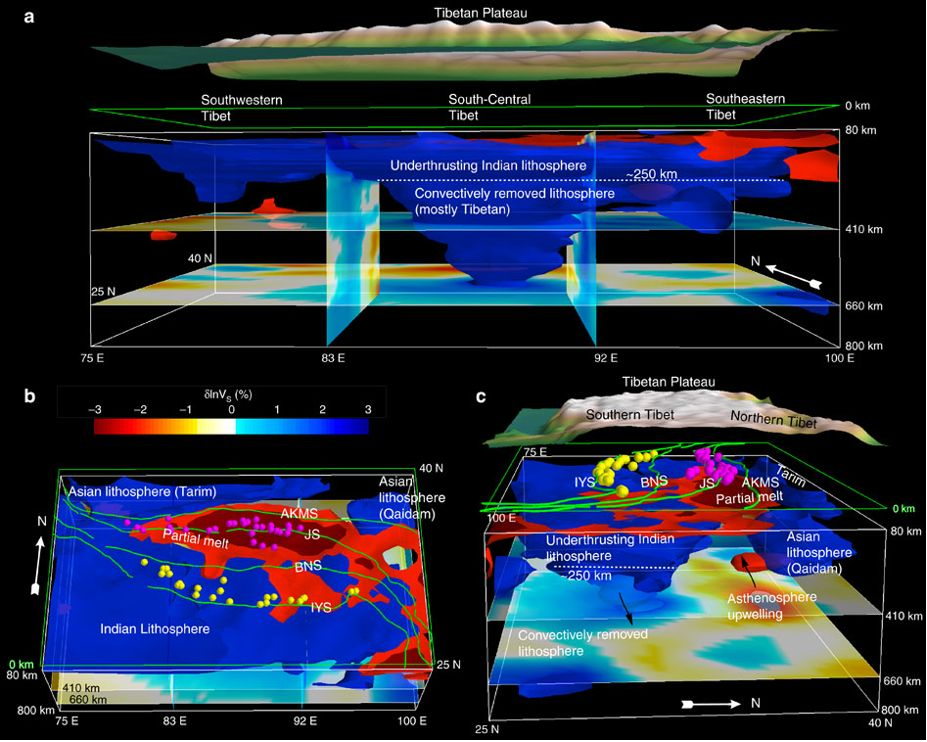 a
Tibetan Plateau
Southwestern
Tibet
South-Central
Tibet
Southeastern
Tibet
0 km
80 km
Underthrusting Indian lithosphere
~250 km
Convectively removed lithosphere
(mostly Tibetan)
410 km
40 N
N
25 N
660 km
800 km
75 E
83 E
92 E
100 E
b
δlnVS (%)
−3
−2
−1
0
1
2
3
40 N
Asian lithosphere (Tarim)
Asian
lithosphere
(Qaidam)
N
AKMS
JS
Partial melt
BNS
IYS
Indian Lithosphere
0 km
80 km
25 N
410 km
660 km
800 km
75 E
83 E
92 E
100 E
c
Tibetan Plateau
Southern Tibet
Northern Tibet
75 E
Tarim
IYS
BNS
JS
AKMS
Partial melt
100 E
0 km
80 km
Underthrusting Indian
lithosphere
~250 km
Asian
lithosphere
(Qaidam)
Asthenosphere
upwelling
410 km
Convectively removed
lithosphere
660 km
N
800 km
25 N
40 N